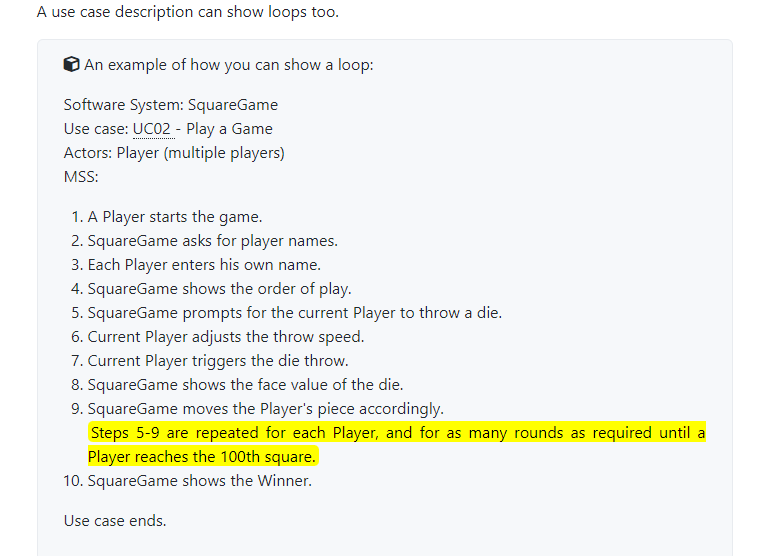 A use case description can show loops too.
An example of how you can show a loop:
Software System: SquareGame
Use case: UC02 - Play a Game
Actors: Player (multiple players)
MSS:
1. A Player starts the game.
2. SquareGame asks for player names.
3. Each Player enters his own name.
4. SquareGame shows the order of play.
5. SquareGame prompts for the current Player to throw a die.
6. Current Player adjusts the throw speed.
7. Current Player triggers the die throw.
8. SquareGame shows the face value of the die.
9. SquareGame moves the Player's piece accordingly.
Steps 5-9 are repeated for each Player, and for as many rounds as required until a
Player reaches the 100th square.
10. SquareGame shows the Winner.
Use case ends.